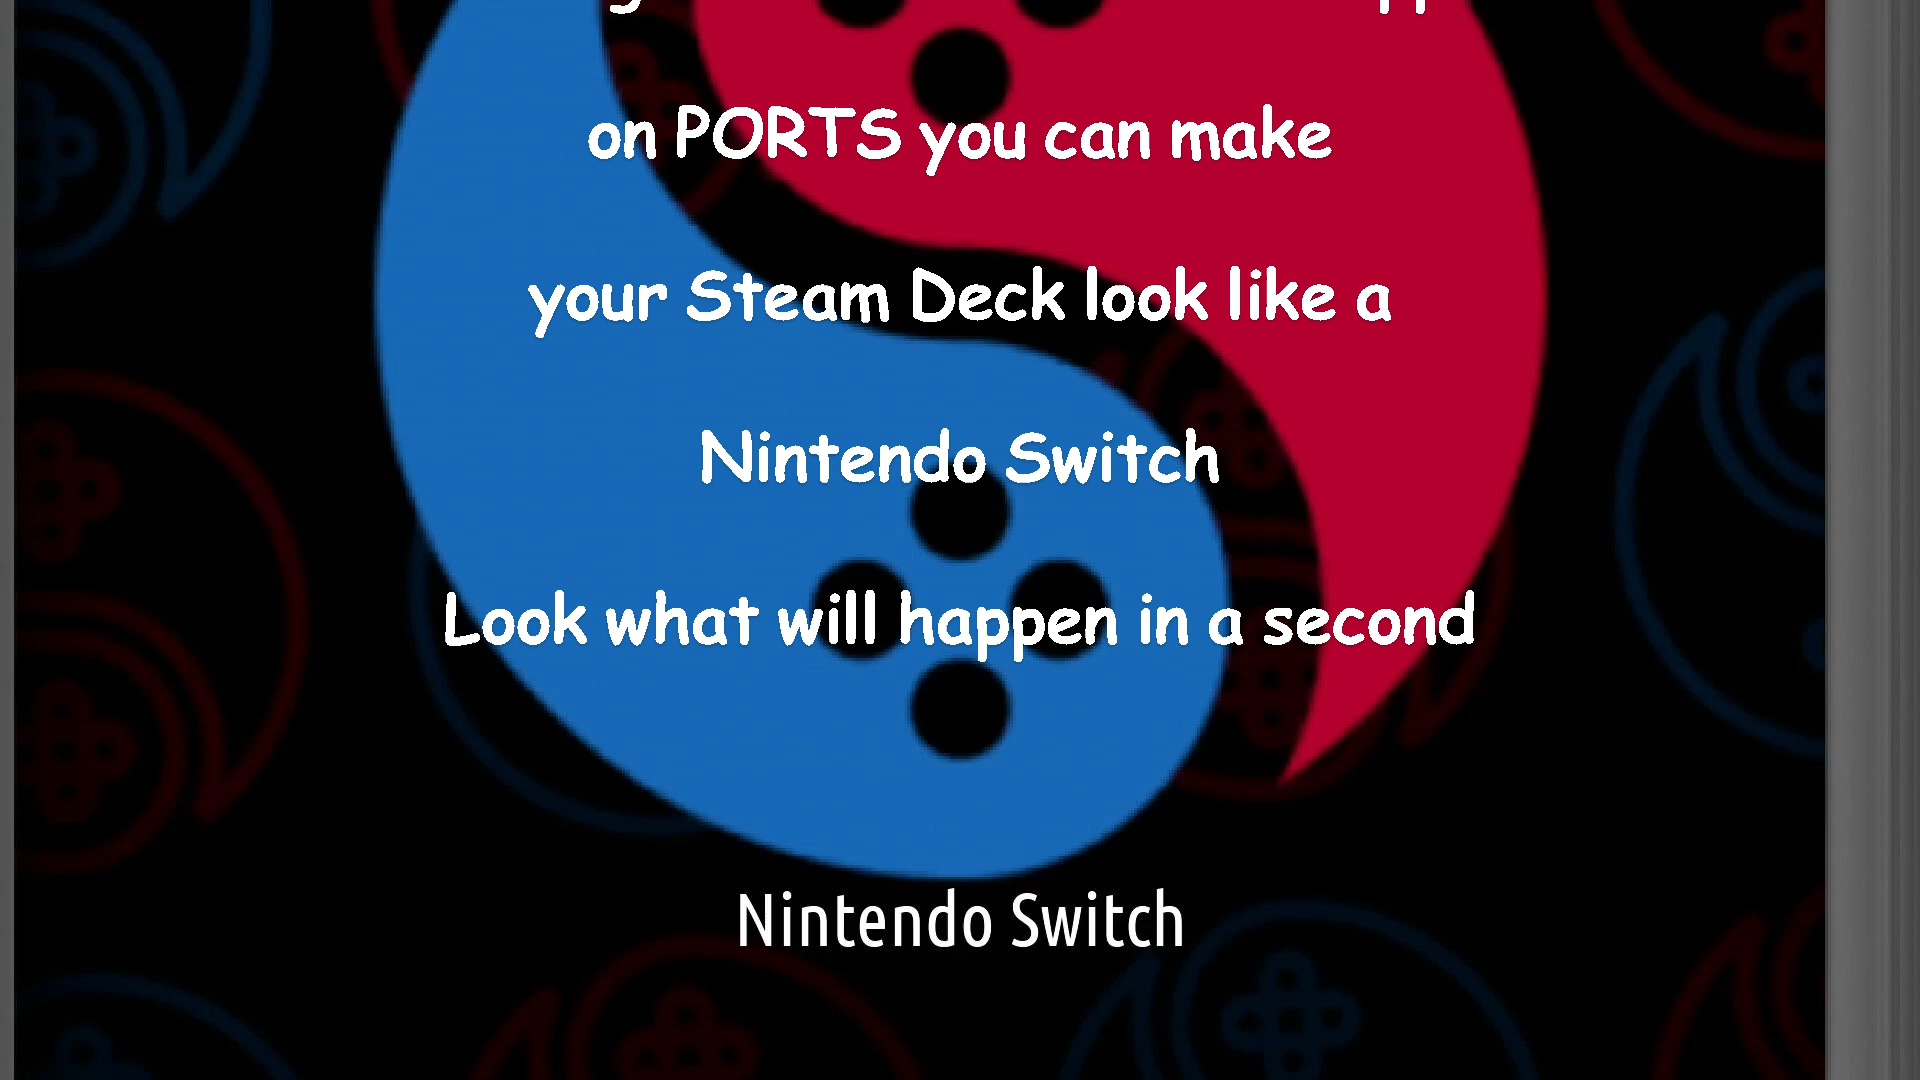 on PORTS you can make
your Steam Deck look like a
Nintendo Switch
Look what will happen in a second
Nintendo Switch